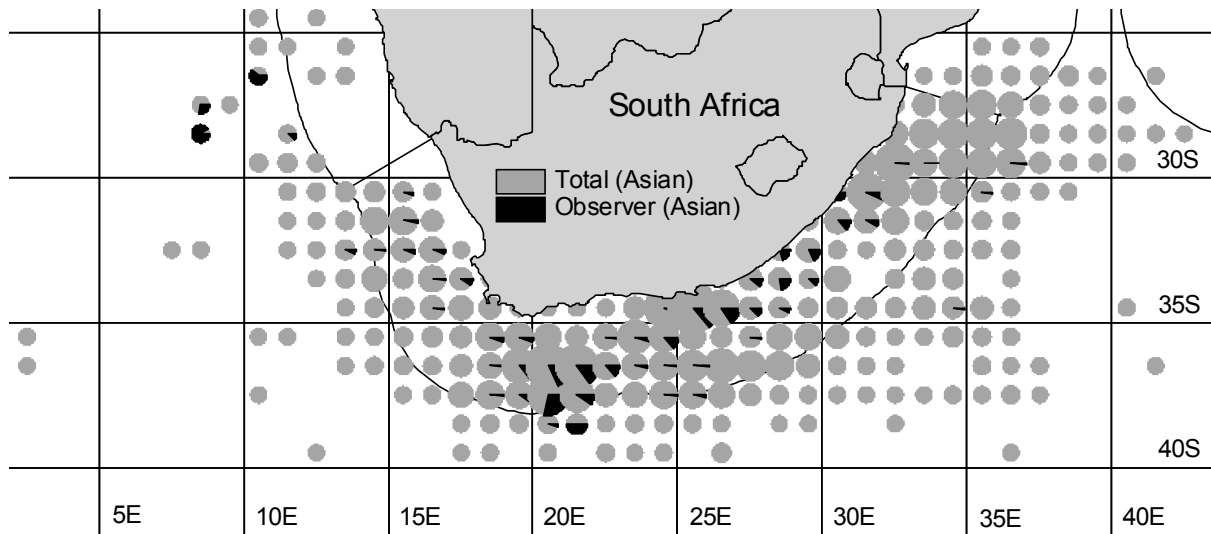 South Africa
30S
Total (Asian)
Observer (Asian)
35S
40S
5E 10E 15E 20E 25E 30E 35E 40E